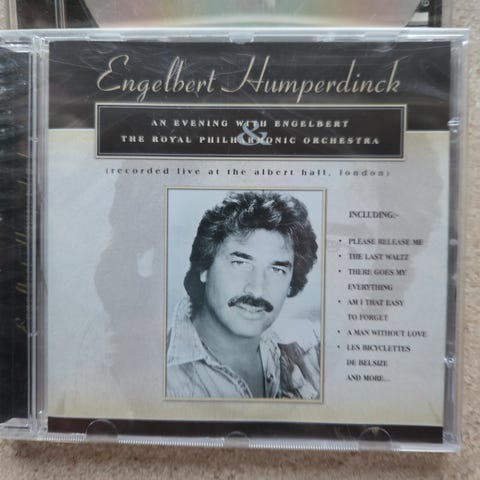 Engelbert Humperdinck
AN EVENING WITH ENGELBERT
&
THE ROYAL PHILHARMONIC ORCHESTRA
(recorded live at the albert hall, london)
INCLUDING:-
• PLEASE RELEASE ME
• THE LAST WALTZ
• THERE GOES MY
EVERYTHING
• AM I THAT EASY
TO FORGET
• A MAN WITHOUT LOVE
• LES BICYCLETTES
DE BELSIZE
AND MORE...